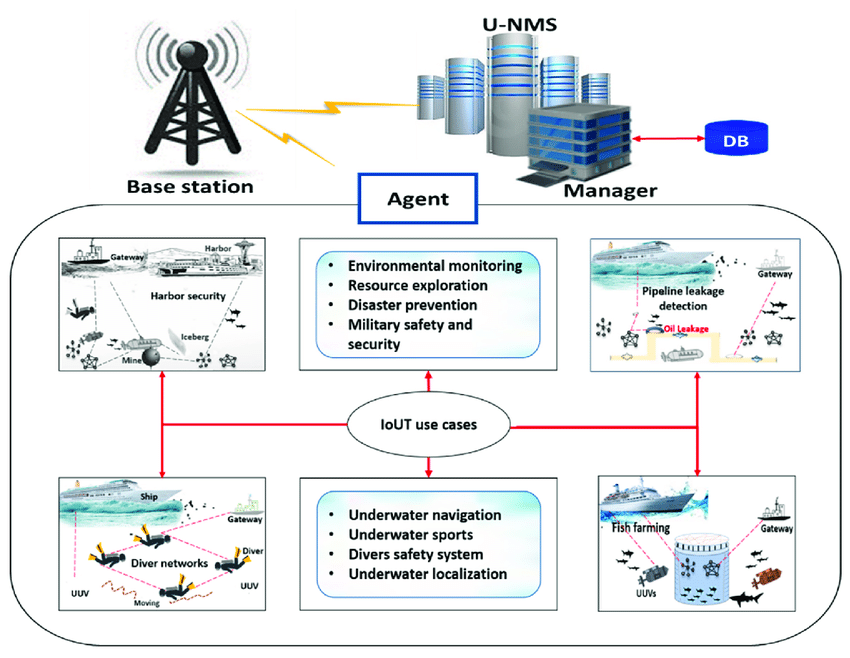 U-NMS
DB
Base station
Manager
Agent
Gateway
Harbor
Harbor security
Iceberg
Mine
• Environmental monitoring
• Resource exploration
• Disaster prevention
• Military safety and
security
Gateway
Pipeline leakage
detection
Oil Leakage
IoUT use cases
Ship
Gateway
Diver
Diver networks
UUV
UUV
Moving
• Underwater navigation
• Underwater sports
• Divers safety system
• Underwater localization
Fish farming
Gateway
UUVs